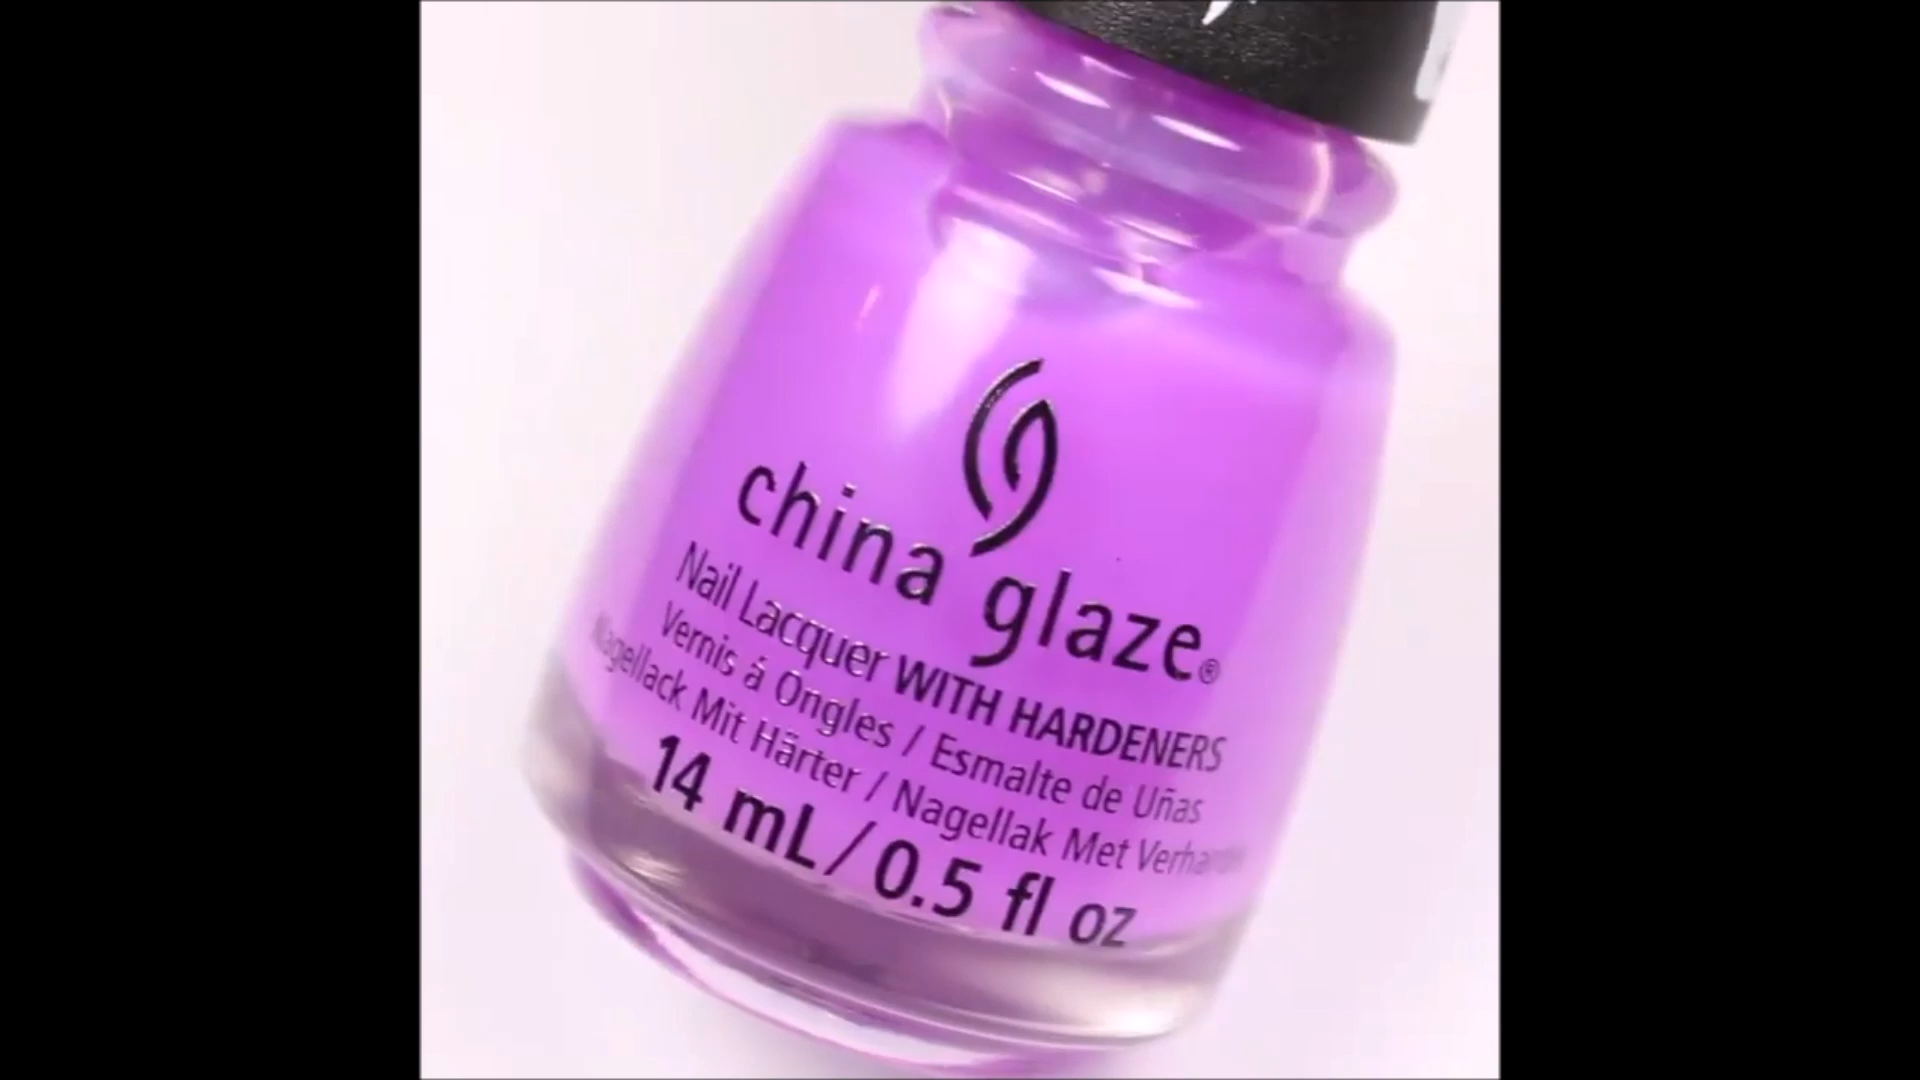 china glaze®
Nail Lacquer WITH HARDENERS
Vernis á Ongles / Esmalte de Uñas
Nagellack Mit Härter / Nagellak Met
14 mL / 0.5 fl oz